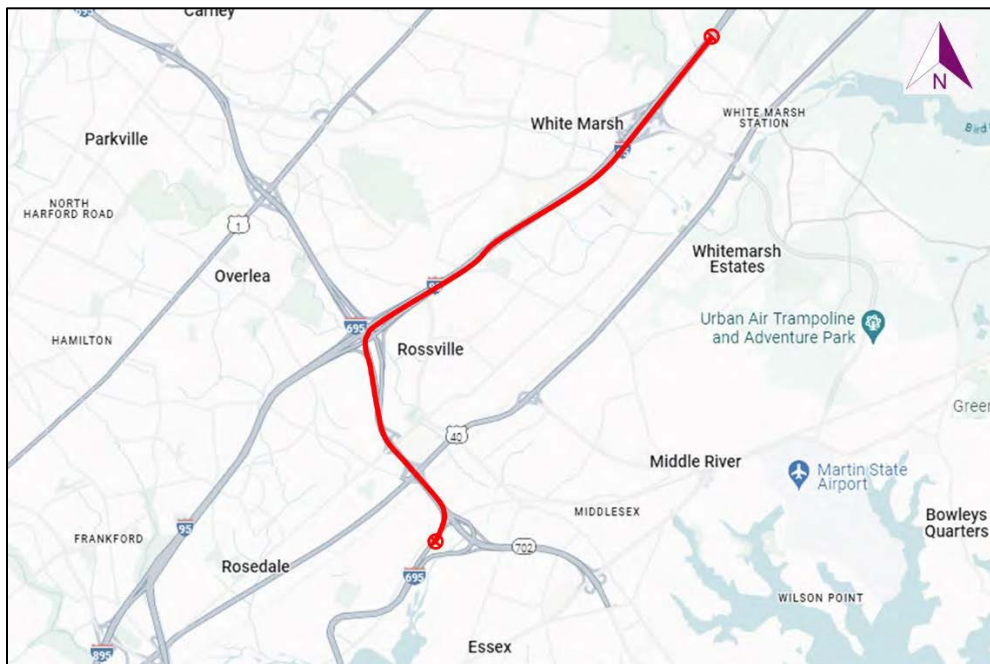 Carney
N
White Marsh
WHITE MARSH
STATION
Parkville
95
NORTH
HARFORD ROAD
1
Whitemarsh
Estates
Overlea
Urban Air Trampoline
and Adventure Park
695
HAMILTON
Rossville
Green
40
Middle River
Martin State
Airport
MIDDLESEX
Bowleys
Quarters
95
FRANKFORD
702
Rosedale
695
WILSON POINT
Essex
895